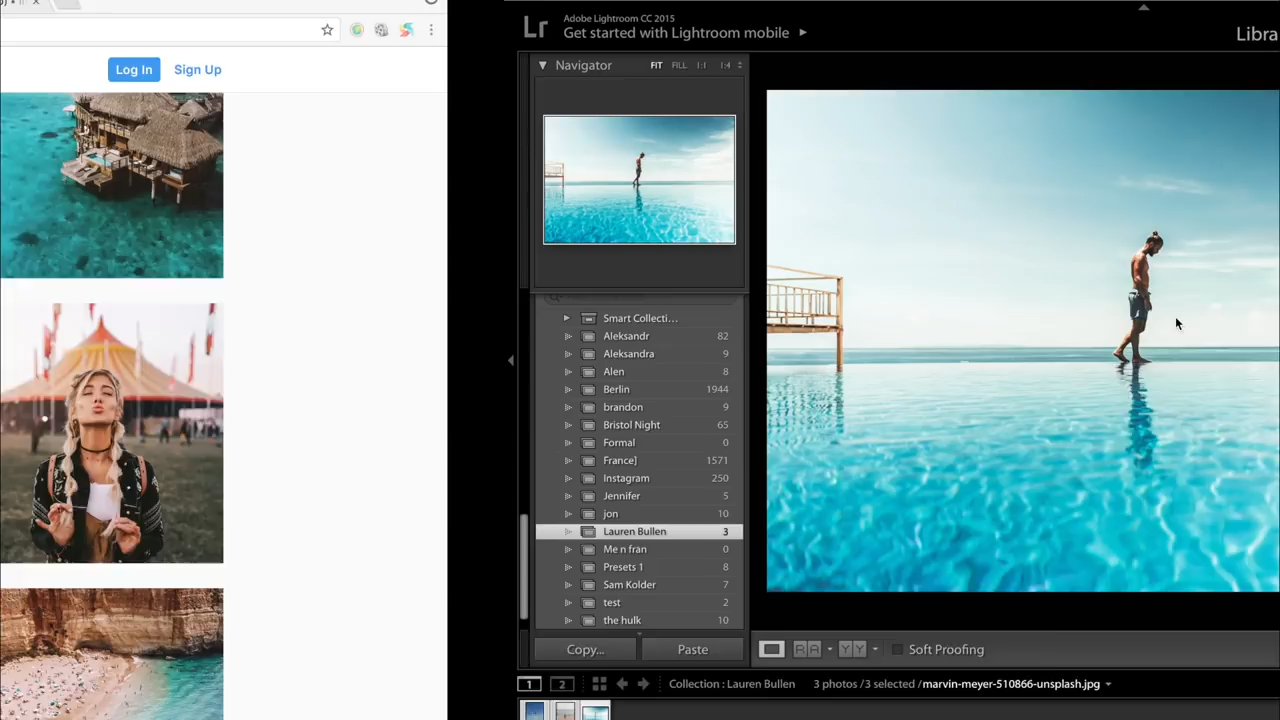 Log In
Sign Up
Lr
Adobe Lightroom CC 2015
Get started with Lightroom mobile
Libra
Navigator
FIT FILL 1:1 1:4
Smart Collecti...
Aleksandr 82
Aleksandra 9
Alen 8
Berlin 1944
brandon 9
Bristol Night 65
Formal 0
France] 1571
Instagram 250
Jennifer 5
jon 10
Lauren Bullen 3
Me n fran 0
Presets 1 8
Sam Kolder 7
test 2
the hulk 10
Copy...
Paste
R A
Y Y
Soft Proofing
1 2
Collection : Lauren Bullen
3 photos /3 selected /marvin-meyer-510866-unsplash.jpg